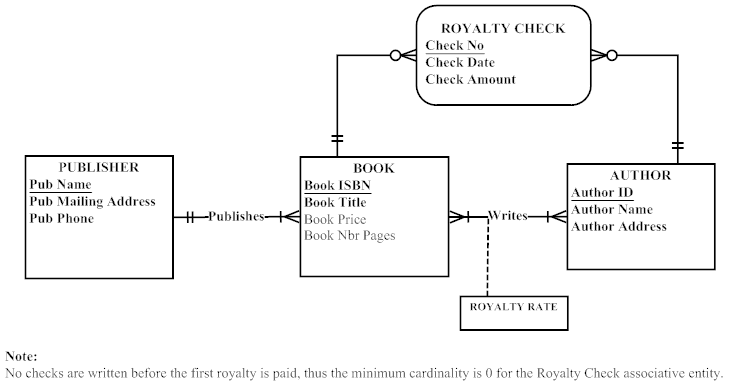 ROYALTY CHECK
Check No
Check Date
Check Amount
PUBLISHER
Pub Name
Pub Mailing Address
Pub Phone
Publishes
BOOK
Book ISBN
Book Title
Book Price
Book Nbr Pages
Writes
AUTHOR
Author ID
Author Name
Author Address
ROYALTY RATE
Note:
No checks are written before the first royalty is paid, thus the minimum cardinality is 0 for the Royalty Check associative entity.